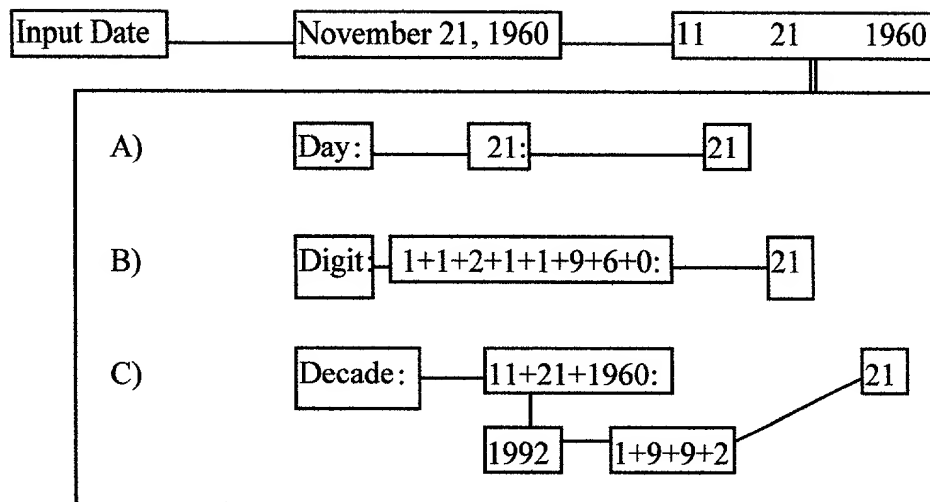 Input Date November 21, 1960 11 21 1960
A) Day: 21: 21
B) Digit: 1+1+2+1+1+9+6+0: 21
C) Decade: 11+21+1960: 21
1992 1+9+9+2